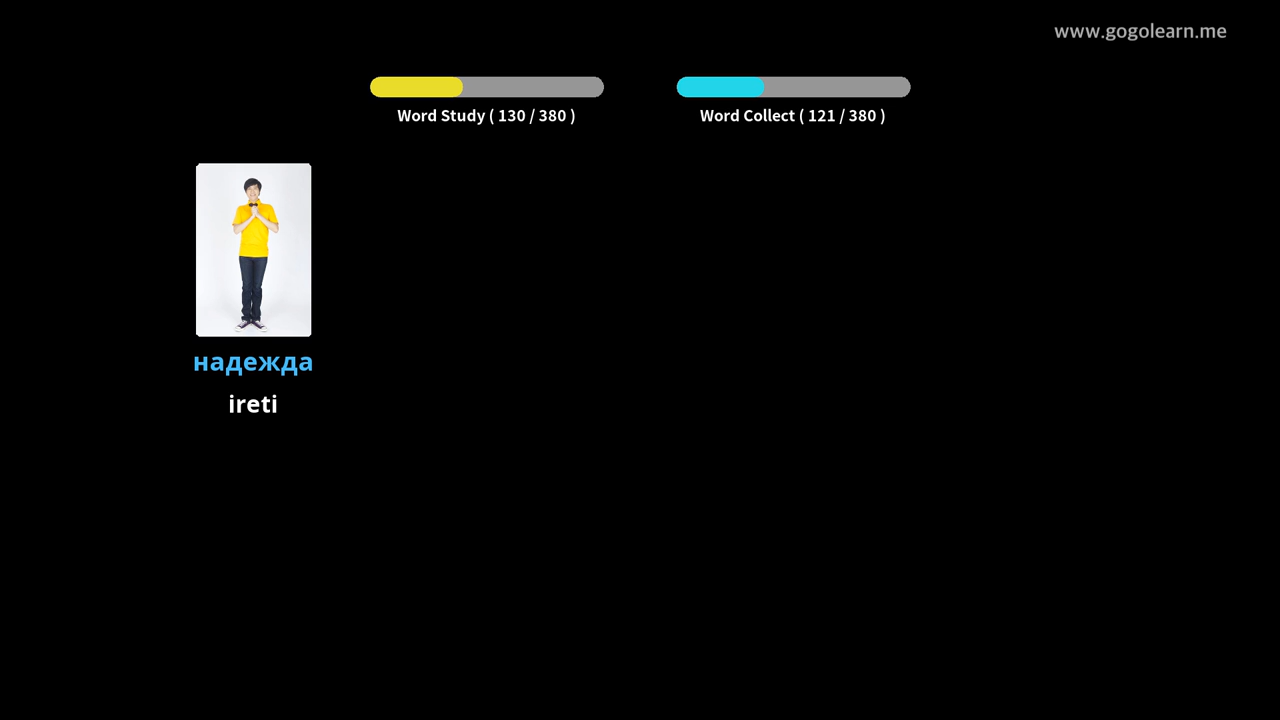 www.gogolearn.me
Word Study ( 130 / 380 )
Word Collect ( 121 / 380 )
надежда
ireti